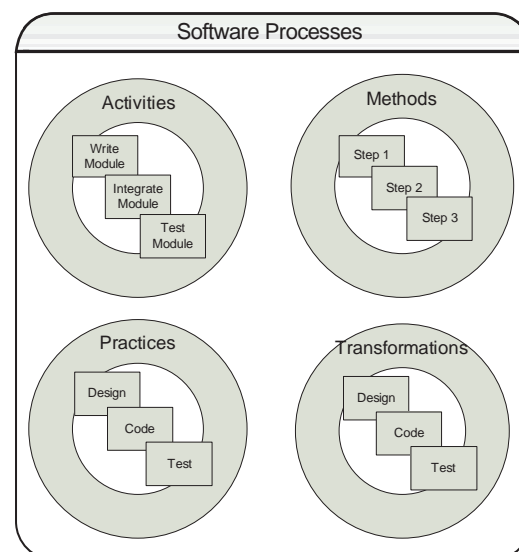 Software Processes
Activities
Write
Module
Integrate
Module
Test
Module
Methods
Step 1
Step 2
Step 3
Practices
Design
Code
Test
Transformations
Design
Code
Test